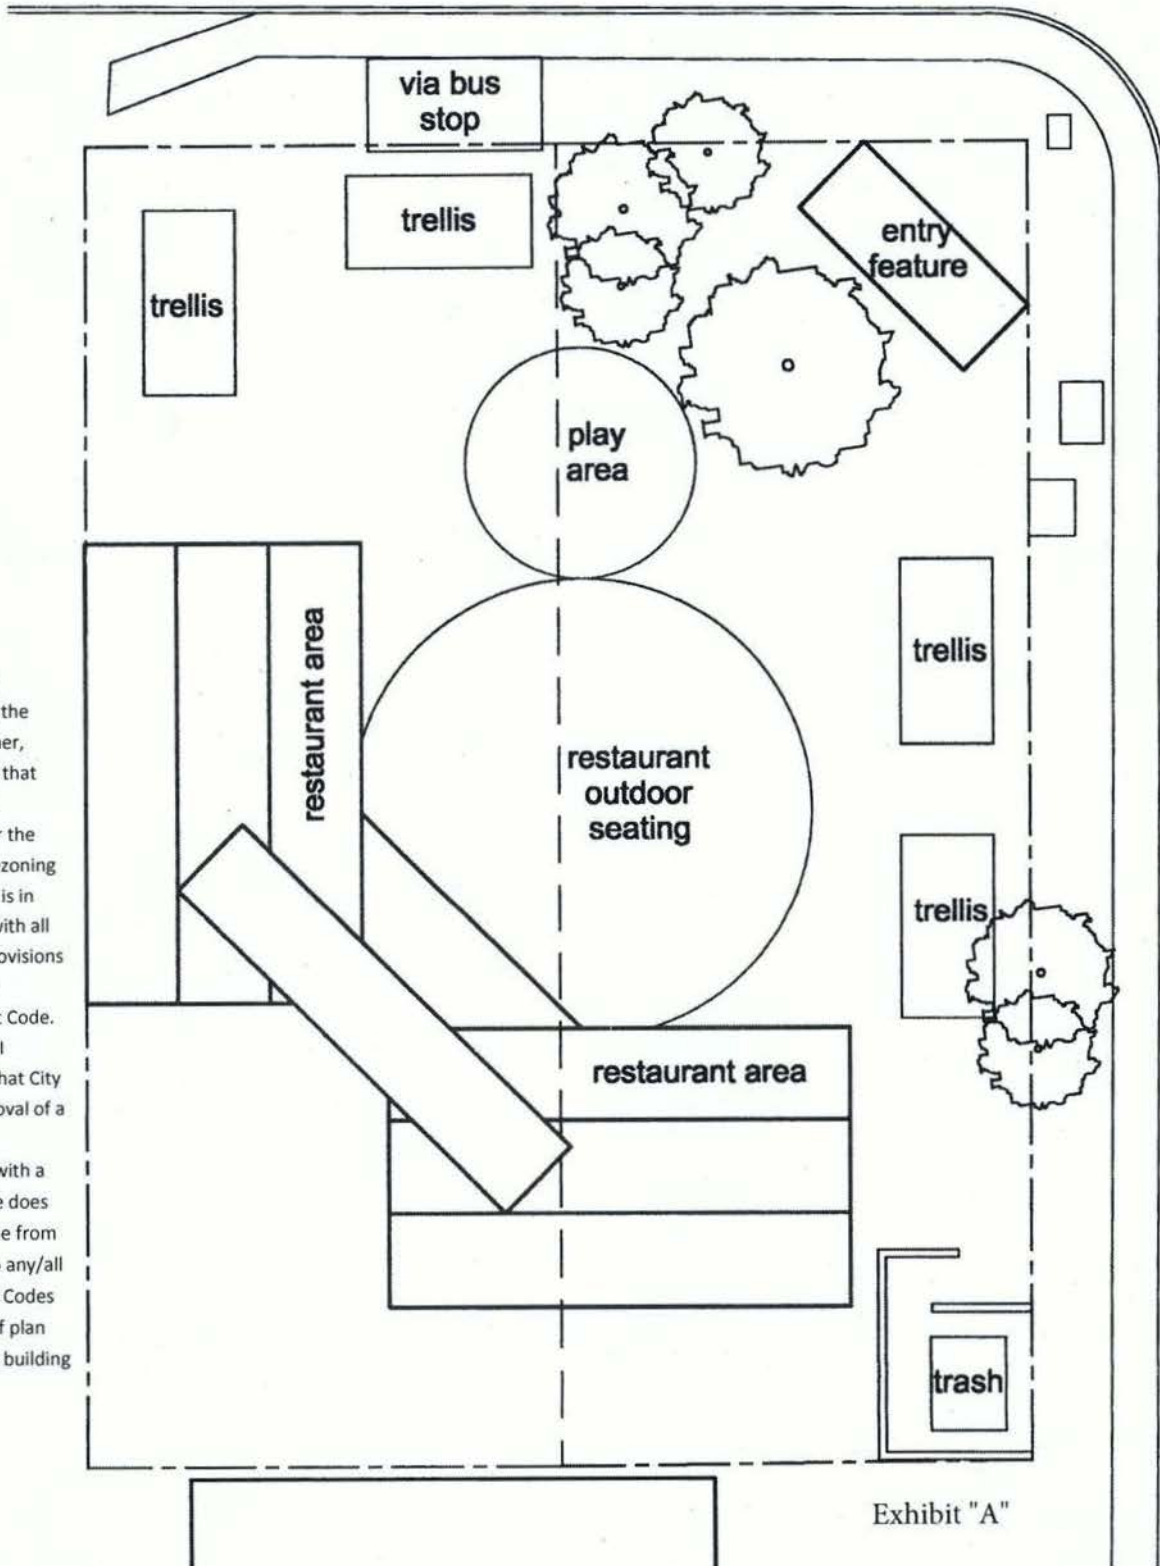 via bus
stop
trellis
trellis
entry
feature
play
area
restaurant area
restaurant
outdoor
seating
trellis
trellis
restaurant area
trash
the
er,
that
the
zoning
is in
with all
ovisions
Code.
hat City
oval of a
with a
e does
e from
any/all
Codes
f plan
building
Exhibit "A"